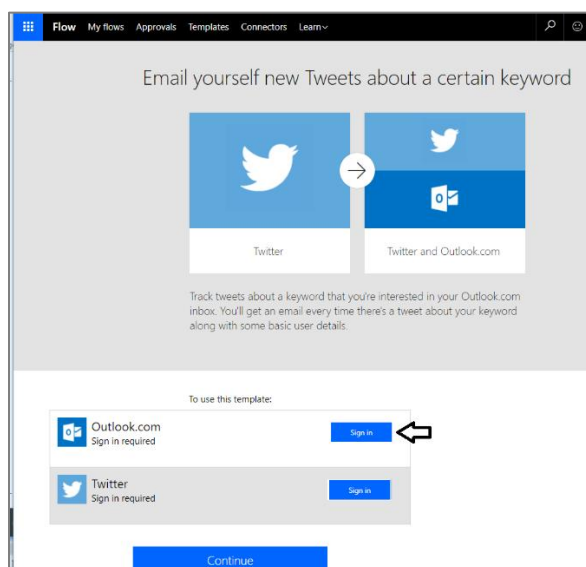 Flow My flows Approvals Templates Connectors Learn
Email yourself new Tweets about a certain keyword
Twitter
Twitter and Outlook.com
Track tweets about a keyword that you're interested in your Outlook.com
inbox. You'll get an email every time there's a tweet about your keyword
along with some basic user details.
To use this template:
Outlook.com
Sign in required
Sign in
Twitter
Sign in required
Sign in
Continue